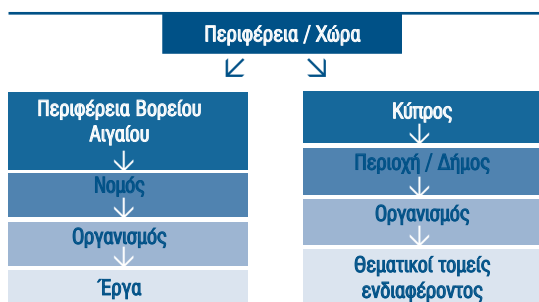 Περιφέρεια / Χώρα
Περιφέρεια Βορείου
Αιγαίου
Νομός
Οργανισμός
Έργα
Κύπρος
Περιοχή / Δήμος
Οργανισμός
Θεματικοί τομείς
ενδιαφέροντος